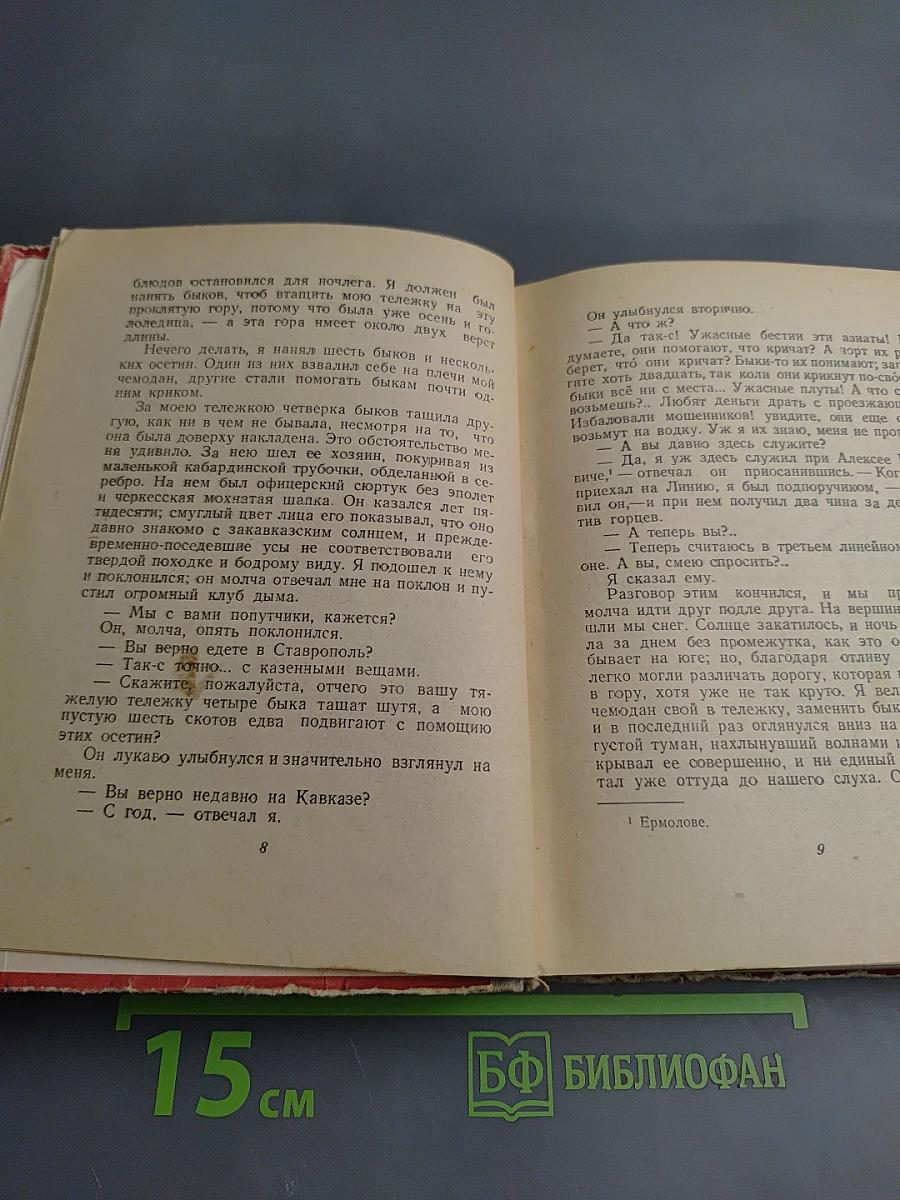 блюдов остановился для ночлега. Я должен был
нанять быков, чтоб втащить мою тележку на эту
проклятую гору, потому что была уже осень и го-
лоледица, — а эта гора имеет около двух верст
длины.
Нечего делать, я нанял шесть быков и несколь-
ких осетин. Один из них взвалил себе на плечи мой
чемодан, другие стали помогать быкам почти од-
ним криком.
За моею тележкою четверка быков тащила дру-
гую, как ни в чем не бывала, несмотря на то, что
она была доверху накладена. Это обстоятельство ме-
ня удивило. За нею шел ее хозяин, покуривая из
маленькой кабардинской трубочки, обделанной в се-
ребро. На нем был офицерский сюртук без эполет
и черкесская мохнатая шапка. Он казался лет пя-
тидесяти; смуглый цвет лица его показывал, что оно
давно знакомо с закавказским солнцем, и прежде-
временно-поседевшие усы не соответствовали его
твердой походке и бодрому виду. Я подошел к нему
и поклонился; он молча отвечал мне на поклон и пу-
стил огромный клуб дыма.
— Мы с вами попутчики, кажется?
Он, молча, опять поклонился.
— Вы верно едете в Ставрополь?
— Так-с точно... с казенными вещами.
— Скажите, пожалуйста, отчего это вашу тя-
желую тележку четыре быка тащат шутя, а мою
пустую шесть скотов едва подвигают с помощию
этих осетин?
Он лукаво улыбнулся и значительно взглянул на
меня.
— Вы верно недавно на Кавказе?
— С год, — отвечал я.
8
Он улыбнулся вторично.
— А что ж?
— Да так-с! Ужасные бестии эти азиаты!
думаете, они помогают, что кричат? А чорт их р
берет, что они кричат? Быки-то их понимают; зап
гите хоть двадцать, так коли они крикнут по-сво
быки всё ни с места... Ужасные плуты! А что с
возьмешь?.. Любят деньги драть с проезжающ
Избаловали мошенников! увидите, они еще с
возьмут на водку. Уж я их знаю, меня не про
— А вы давно здесь служите?
— Да, я уж здесь служил при Алексее
виче,¹ — отвечал он приосанившись. — Ког
приехал на Линию, я был подпоручиком, —
вил он,—и при нем получил два чина за де
тив горцев.
— А теперь вы?..
— Теперь считаюсь в третьем линейном
оне. А вы, смею спросить?..
Я сказал ему.
Разговор этим кончился, и мы пр
молча идти друг подле друга. На вершин
шли мы снег. Солнце закатилось, и ночь
ла за днем без промежутка, как это о
бывает на юге; но, благодаря отливу
легко могли различать дорогу, которая
в гору, хотя уже не так круто. Я вел
чемодан свой в тележку, заменить бык
и в последний раз оглянулся вниз на
густой туман, нахлынувший волнами и
крывал ее совершенно, и ни единый
тал уже оттуда до нашего слуха. О
¹ Ермолове.
9
15 см
БФ БИБЛИОФАН